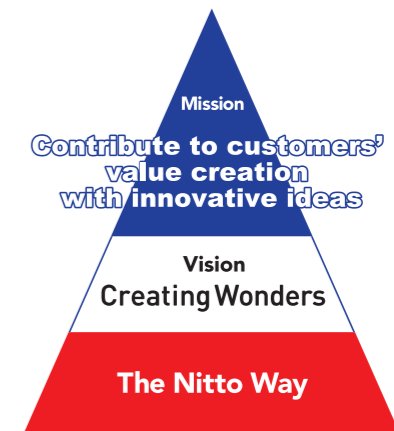 Mission
Contribute to customers'
value creation
with innovative ideas
Vision
Creating Wonders
The Nitto Way